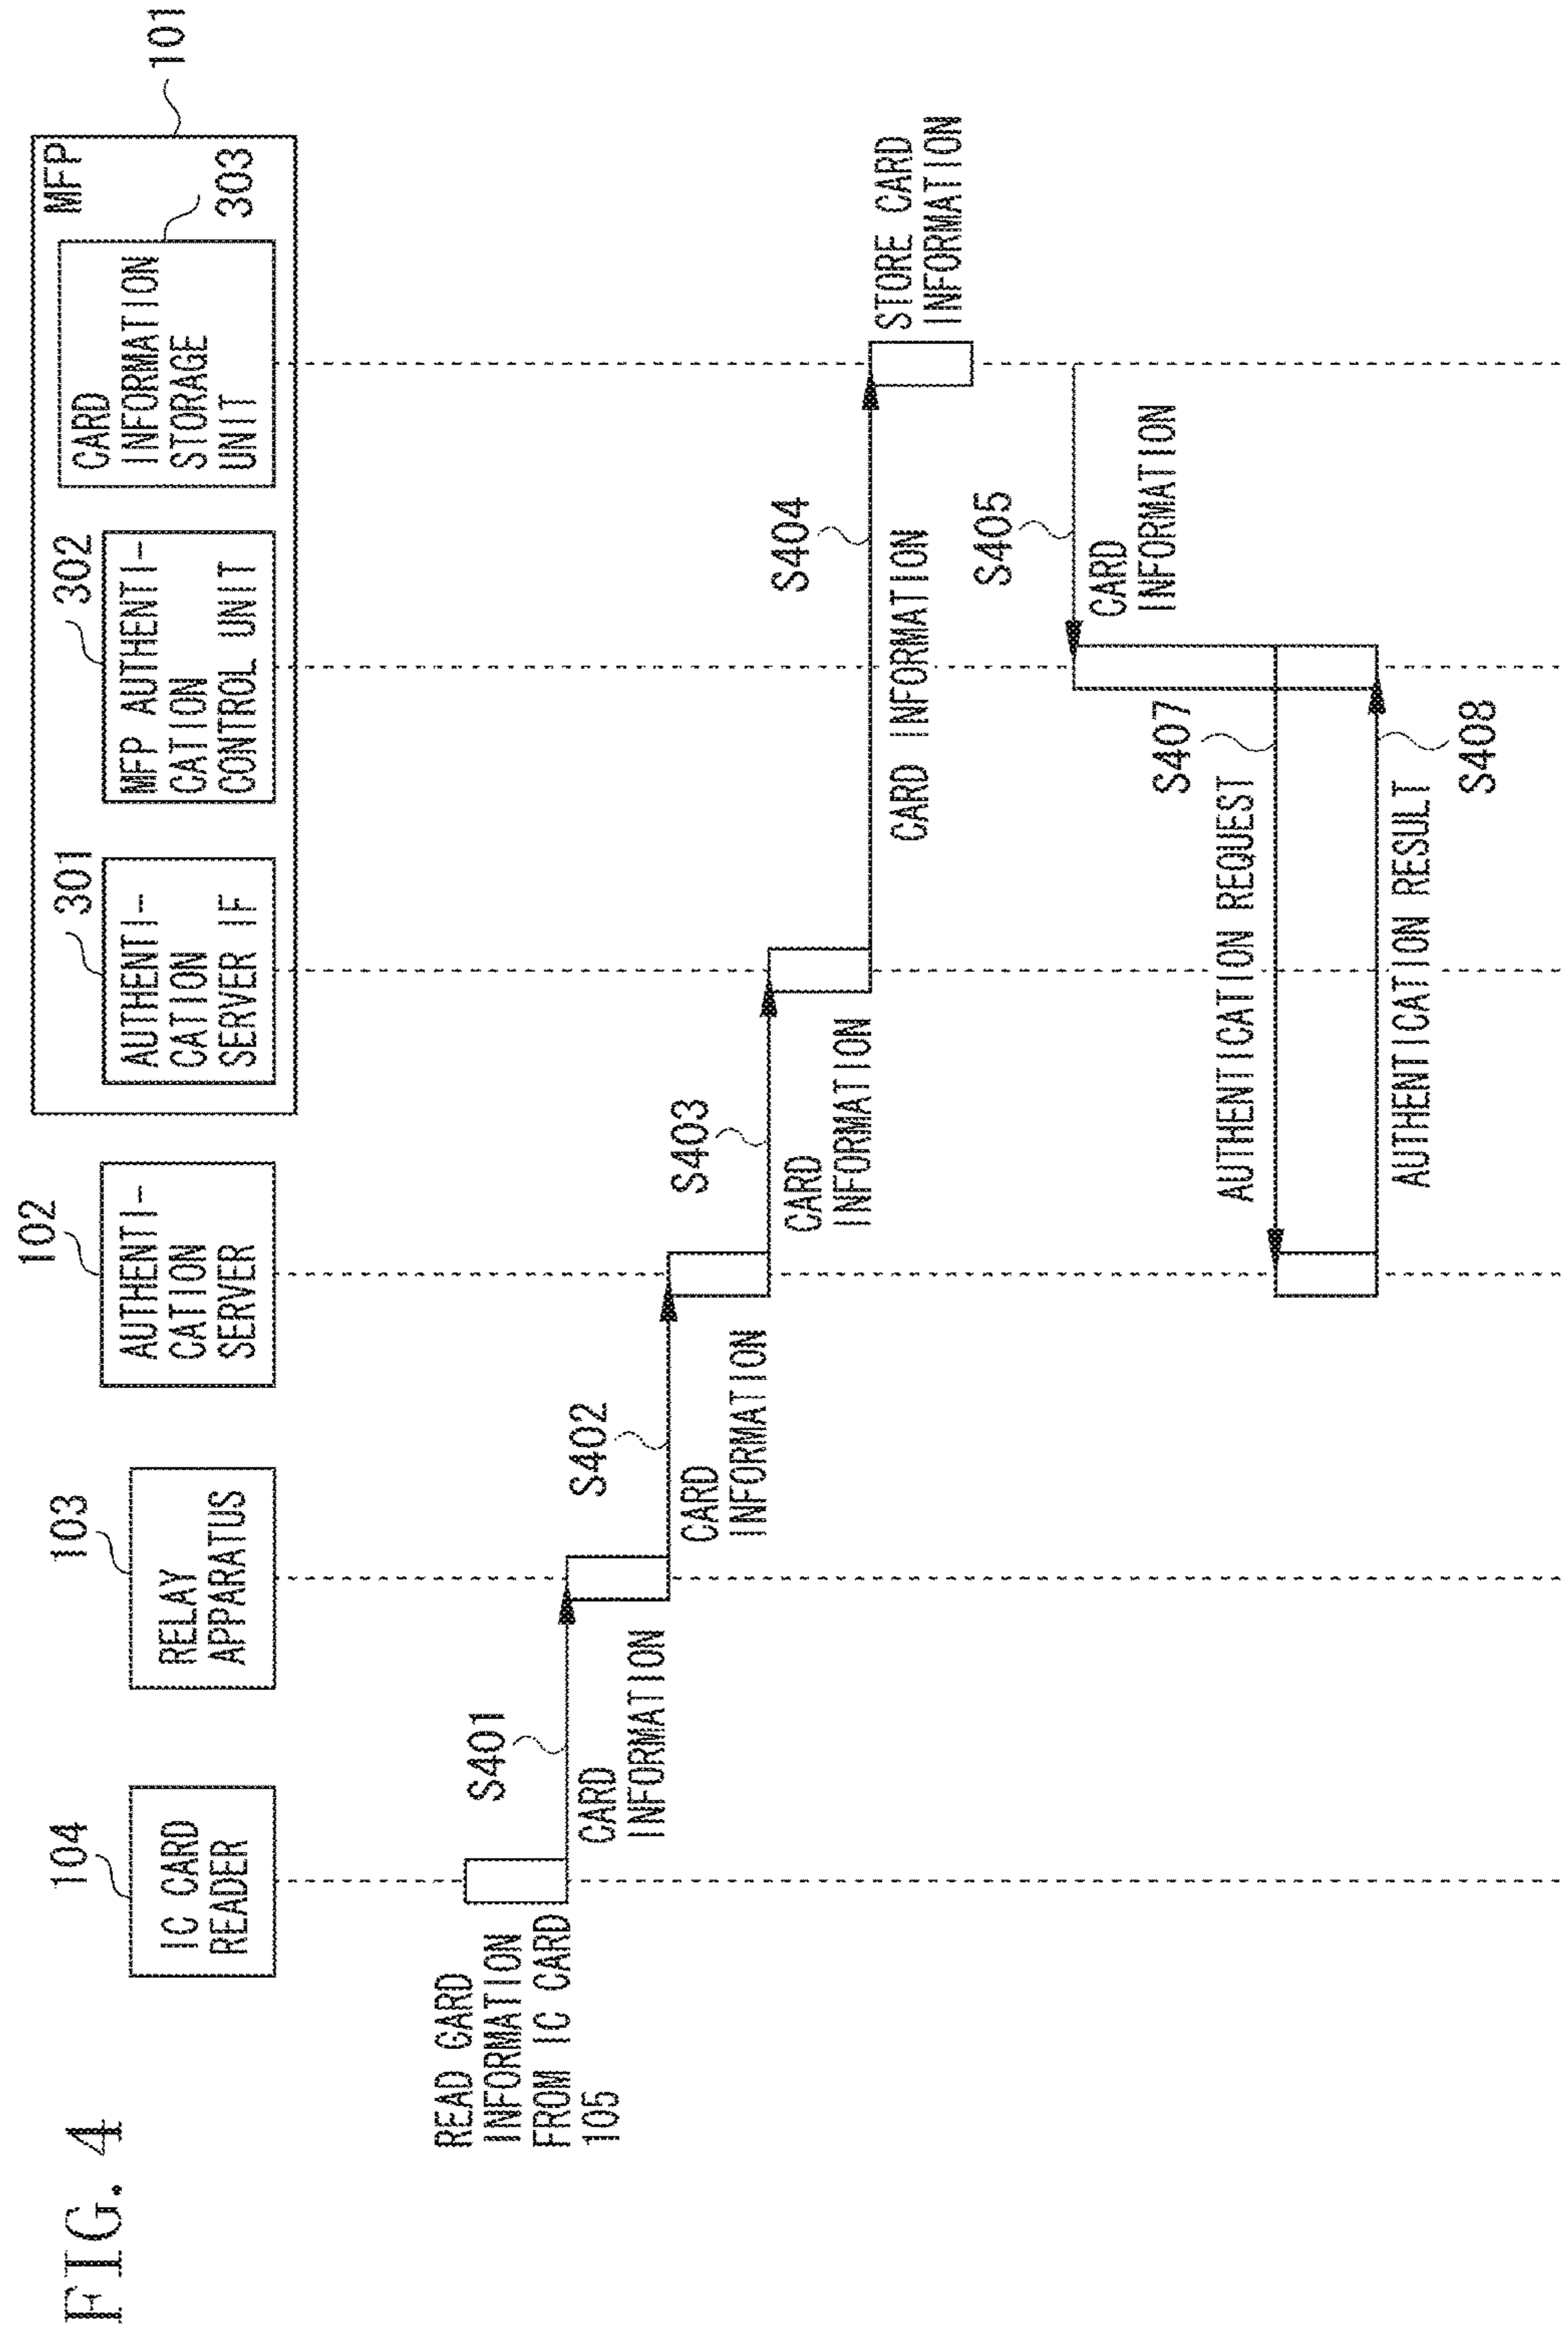 FIG. 4
104
IC CARD
READER
103
RELAY
APPARATUS
102
AUTHENTI-
CATION
SERVER
101
MFP
301
AUTHENTI-
CATION
SERVER IF
302
MFP AUTHENTI-
CATION
CONTROL UNIT
303
CARD
INFORMATION
STORAGE
UNIT
READ CARD
INFORMATION
FROM IC CARD
105
S401
CARD
INFORMATION
S402
CARD
INFORMATION
S403
CARD
INFORMATION
S404
CARD INFORMATION
STORE CARD
INFORMATION
S405
CARD
INFORMATION
S407
AUTHENTICATION REQUEST
AUTHENTICATION RESULT
S408